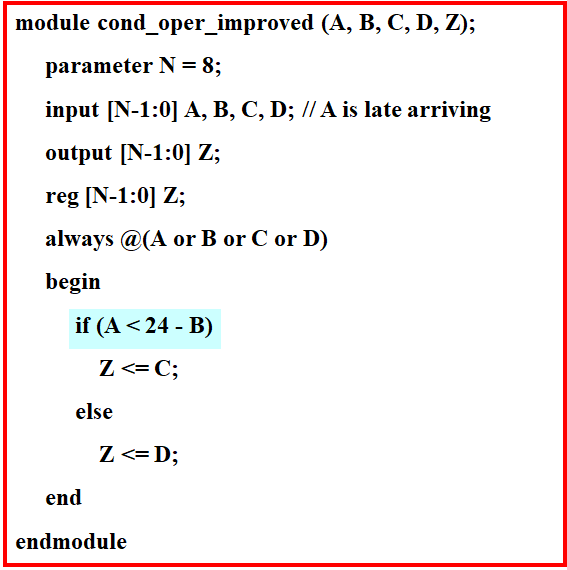 module cond_oper_improved (A, B, C, D, Z);
parameter N = 8;
input [N-1:0] A, B, C, D; // A is late arriving
output [N-1:0] Z;
reg [N-1:0] Z;
always @(A or B or C or D)
begin
if (A < 24 - B)
Z <= C;
else
Z <= D;
end
endmodule